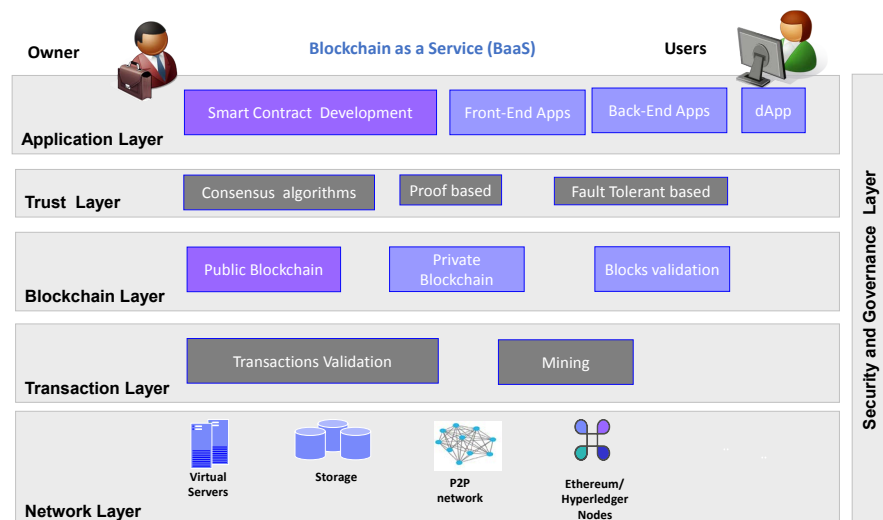 Owner
Blockchain as a Service (BaaS)
Users
Smart Contract Development
Front-End Apps
Back-End Apps
dApp
Application Layer
Consensus algorithms
Proof based
Fault Tolerant based
Trust Layer
Public Blockchain
Private
Blockchain
Blocks validation
Blockchain Layer
Transactions Validation
Mining
Transaction Layer
Virtual
Servers
Storage
P2P
network
Ethereum/
Hyperledger
Nodes
Network Layer
Security and Governance Layer